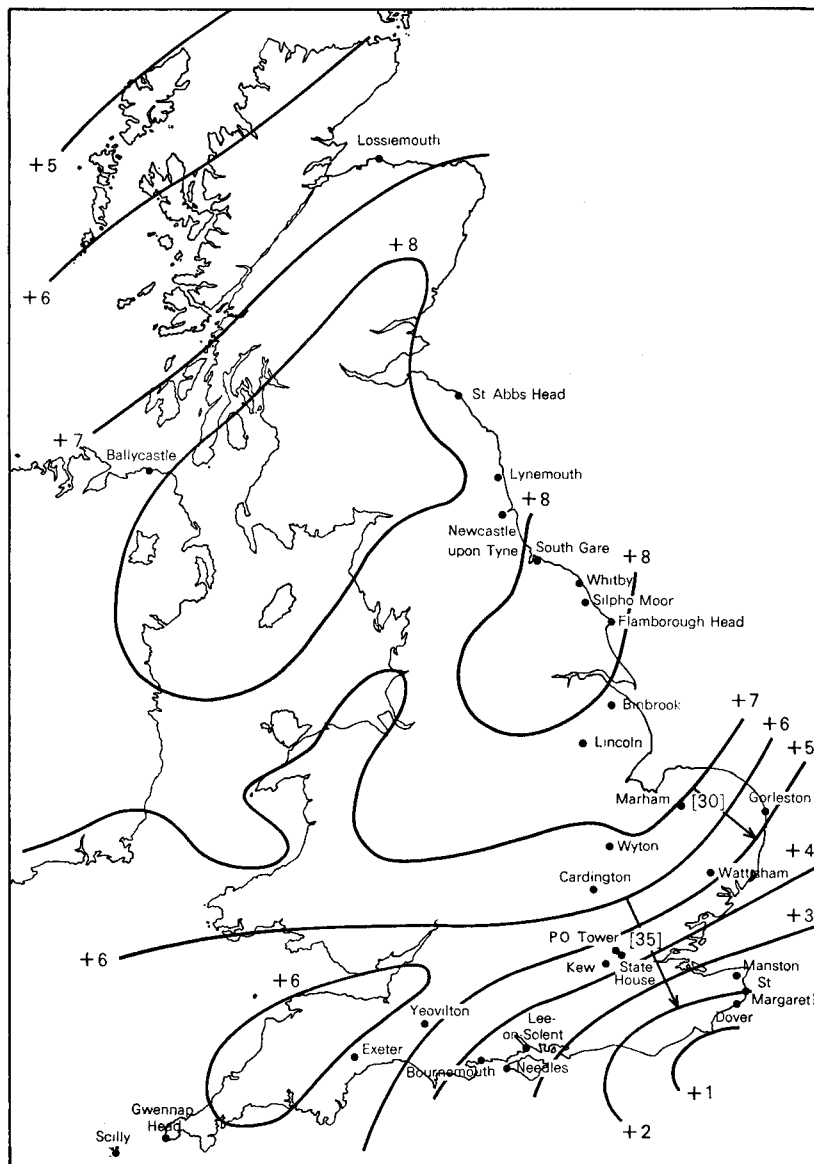 +5
Lossiemouth
+6
+8
St Abbs Head
+7
Ballycastle
Lynemouth
+8
Newcastle
upon Tyne
South Gare
+8
Whitby
Silpho Moor
Flamborough Head
+7
Binbrook
+6
Lincoln
+5
Marham
[30]
Gorleston
Wyton
+4
Cardington
Wattisham
+3
PO Tower
[35]
+6
Kew
State
House
Manston
+6
St
Margaret's
Yeovilton
Lee-
on-Solent
Dover
Exeter
Bournemouth
Needles
+1
Gwennap
Head
+2
Scilly